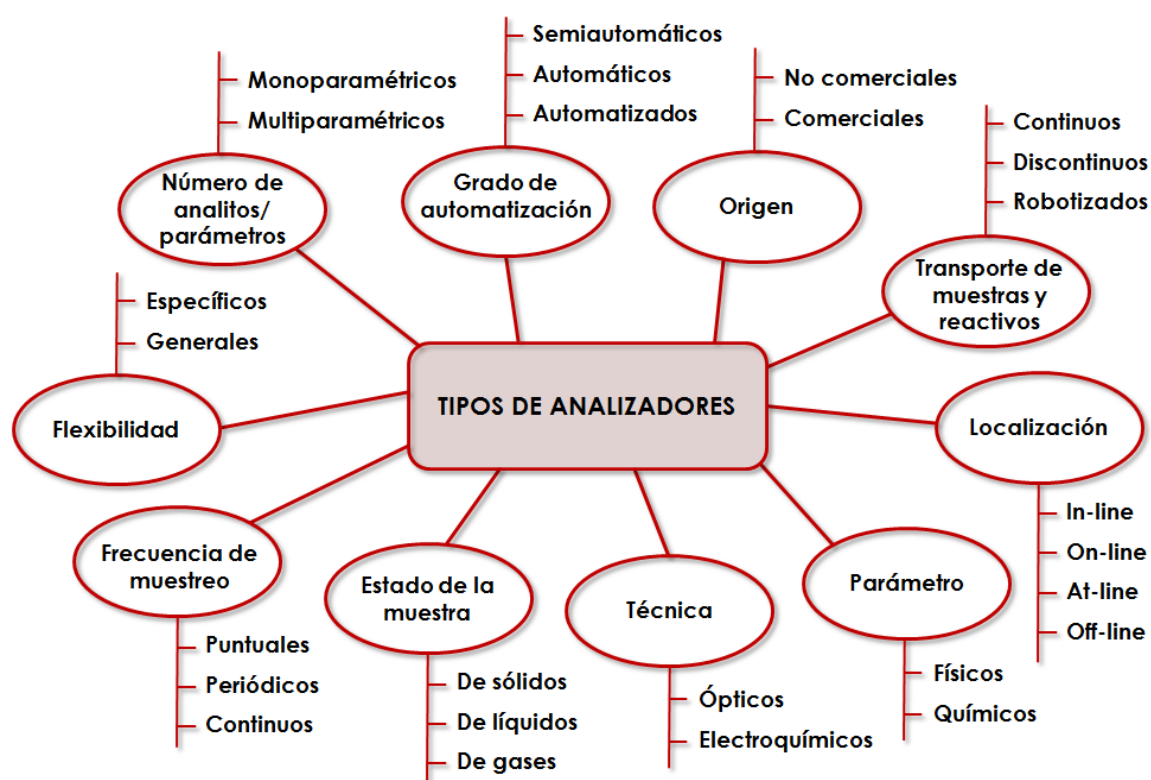 Monoparamétricos
Multiparamétricos
Número de
analitos/
parámetros
Semiautomáticos
Automáticos
Automatizados
Grado de
automatización
No comerciales
Comerciales
Origen
Continuos
Discontinuos
Robotizados
Transporte de
muestras y
reactivos
Específicos
Generales
Flexibilidad
TIPOS DE ANALIZADORES
Localización
In-line
On-line
At-line
Off-line
Frecuencia de
muestreo
Puntuales
Periódicos
Continuos
Estado de la
muestra
De sólidos
De líquidos
De gases
Técnica
Ópticos
Electroquímicos
Parámetro
Físicos
Químicos